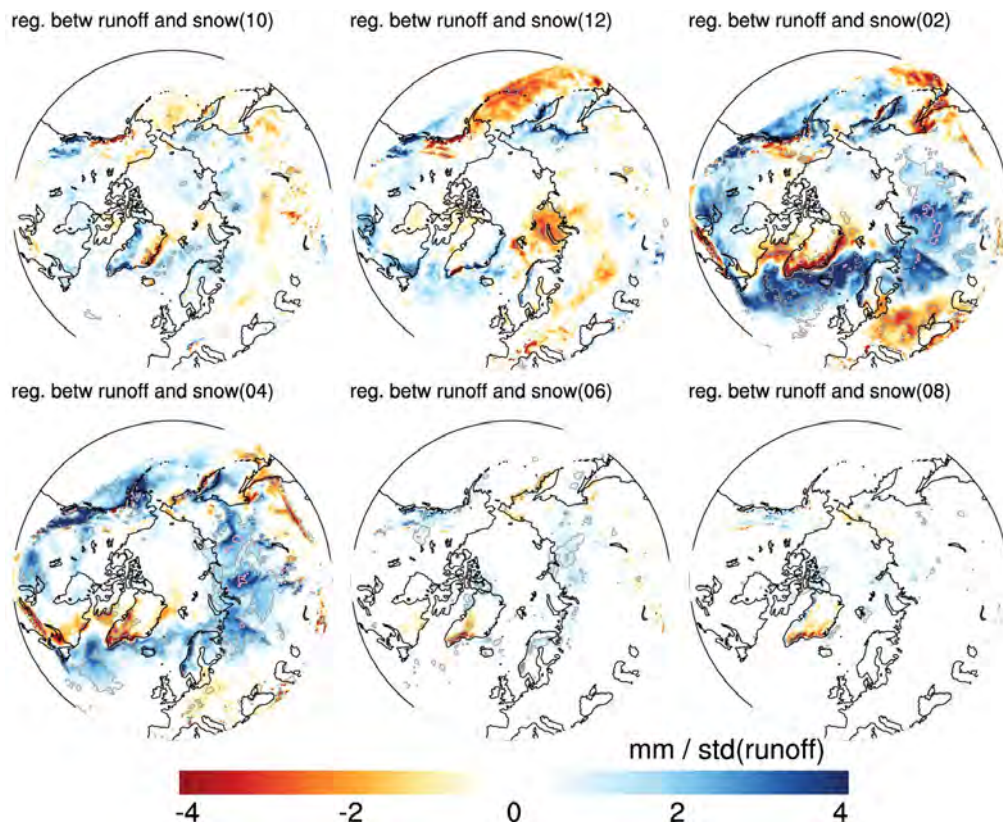 reg. betw runoff and snow(10)
reg. betw runoff and snow(12)
reg. betw runoff and snow(02)
reg. betw runoff and snow(04)
reg. betw runoff and snow(06)
reg. betw runoff and snow(08)
mm / std(runoff)
-4 -2 0 2 4